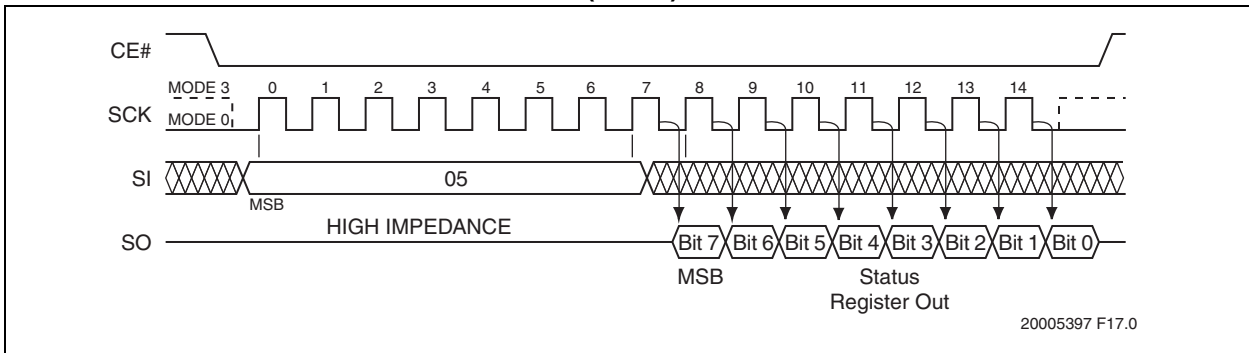 CE#
MODE 3 0 1 2 3 4 5 6 7 8 9 10 11 12 13 14
SCK MODE 0
SI 05
MSB
HIGH IMPEDANCE
SO Bit 7 Bit 6 Bit 5 Bit 4 Bit 3 Bit 2 Bit 1 Bit 0
MSB Status
Register Out
20005397 F17.0